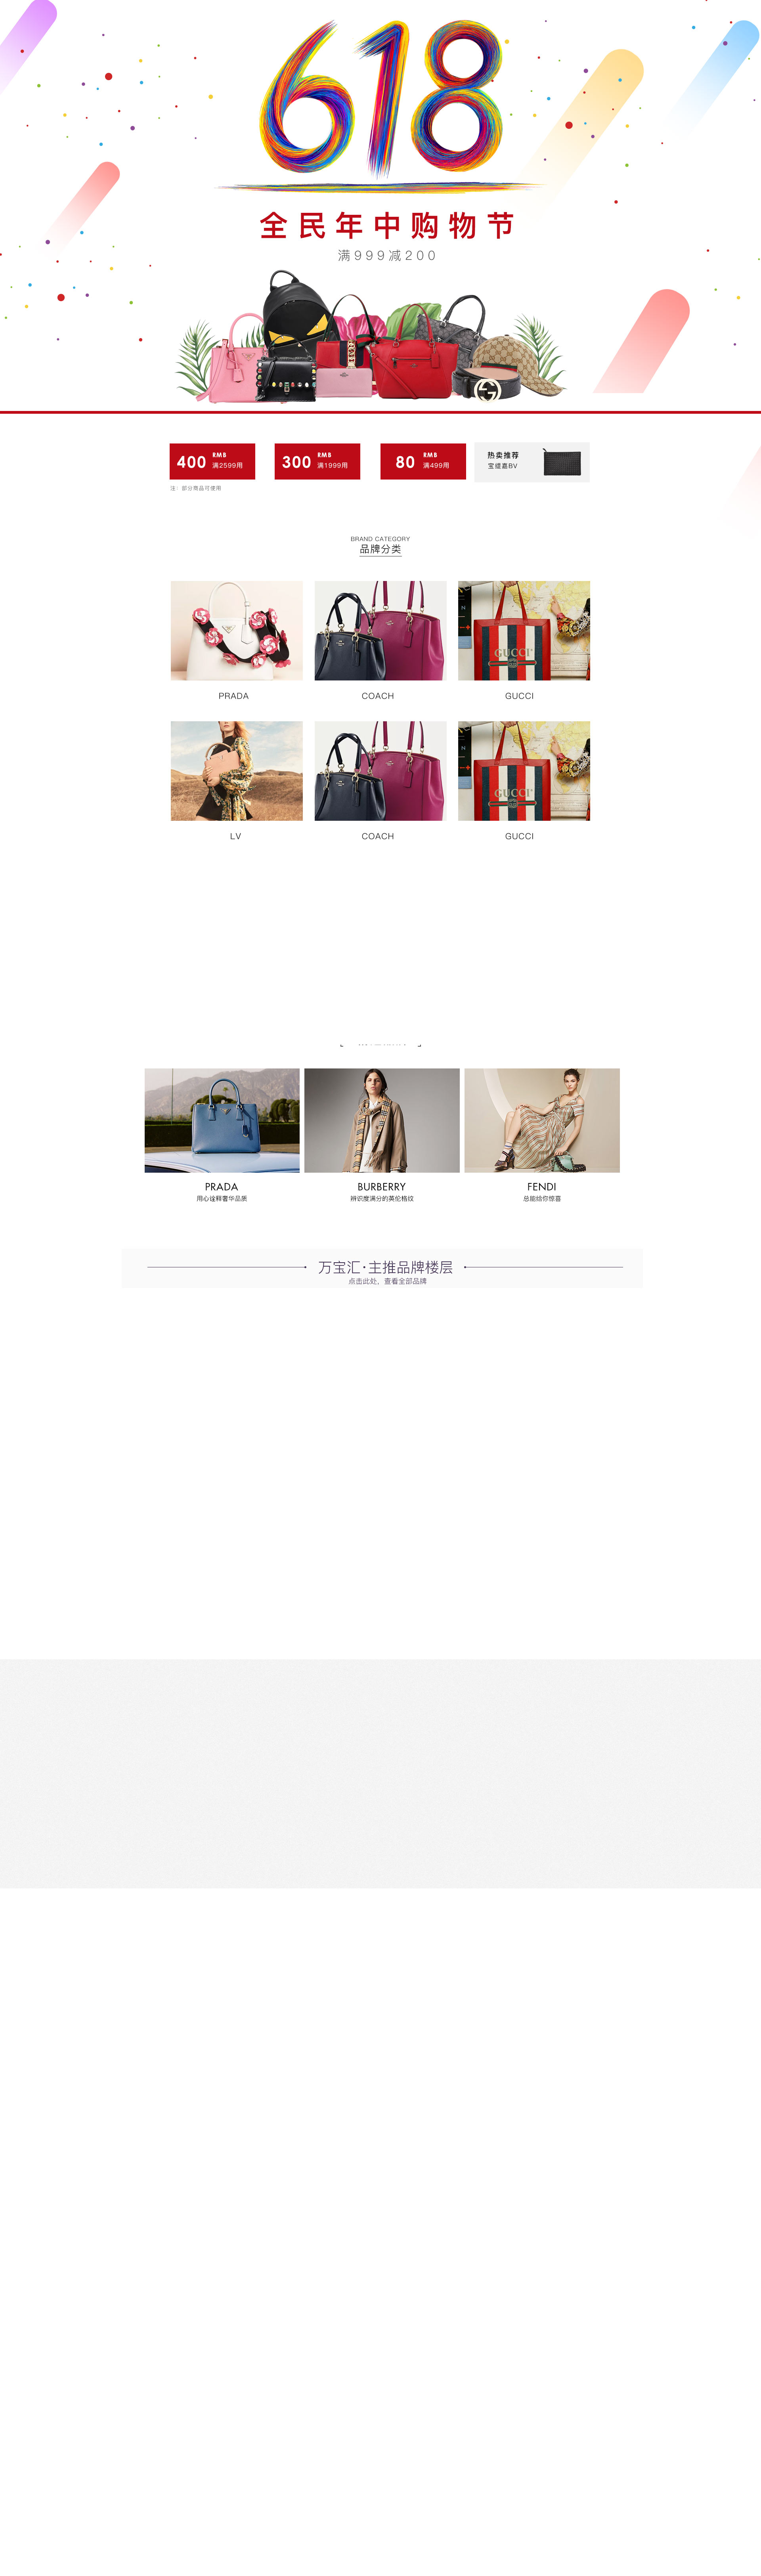 618
全民年中购物节
满999减200
400 RMB 满2599用
300 RMB 满1999用
80 RMB 满499用
热卖推荐
宝缇嘉BV
注：部分商品可使用
BRAND CATEGORY
品牌分类
GUCCI
PRADA
COACH
GUCCI
GUCCI
LV
COACH
GUCCI
PRADA
用心诠释奢华品质
BURBERRY
辨识度满分的英伦格纹
FENDI
总能给你惊喜
万宝汇·主推品牌楼层
点击此处，查看全部品牌